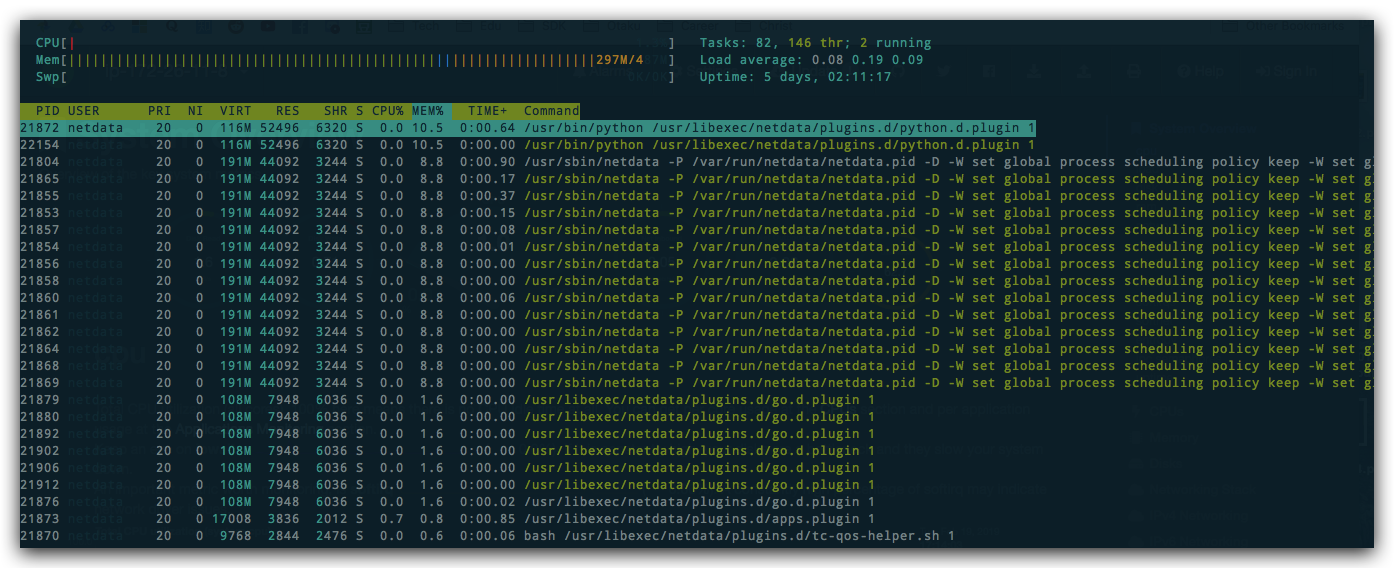 CPU[| ] Tasks: 82, 146 thr; 2 running
Mem[||||||||||||||||||||||||||||||||||||||||||||||||||||||||||||||||||297M/4 ] Load average: 0.08 0.19 0.09
Swp[ 0K/0K] Uptime: 5 days, 02:11:17
PID USER PRI NI VIRT RES SHR S CPU% MEM% TIME+ Command
21872 netdata 20 0 116M 52496 6320 S 0.0 10.5 0:00.64 /usr/bin/python /usr/libexec/netdata/plugins.d/python.d.plugin 1
22154 netdata 20 0 116M 52496 6320 S 0.0 10.5 0:00.00 /usr/bin/python /usr/libexec/netdata/plugins.d/python.d.plugin 1
21804 netdata 20 0 191M 44092 3244 S 0.0 8.8 0:00.90 /usr/sbin/netdata -P /var/run/netdata/netdata.pid -D -W set global process scheduling policy keep -W set g
21865 netdata 20 0 191M 44092 3244 S 0.0 8.8 0:00.17 /usr/sbin/netdata -P /var/run/netdata/netdata.pid -D -W set global process scheduling policy keep -W set g
21855 netdata 20 0 191M 44092 3244 S 0.0 8.8 0:00.37 /usr/sbin/netdata -P /var/run/netdata/netdata.pid -D -W set global process scheduling policy keep -W set g
21853 netdata 20 0 191M 44092 3244 S 0.0 8.8 0:00.15 /usr/sbin/netdata -P /var/run/netdata/netdata.pid -D -W set global process scheduling policy keep -W set g
21857 netdata 20 0 191M 44092 3244 S 0.0 8.8 0:00.08 /usr/sbin/netdata -P /var/run/netdata/netdata.pid -D -W set global process scheduling policy keep -W set g
21854 netdata 20 0 191M 44092 3244 S 0.0 8.8 0:00.01 /usr/sbin/netdata -P /var/run/netdata/netdata.pid -D -W set global process scheduling policy keep -W set g
21856 netdata 20 0 191M 44092 3244 S 0.0 8.8 0:00.00 /usr/sbin/netdata -P /var/run/netdata/netdata.pid -D -W set global process scheduling policy keep -W set g
21858 netdata 20 0 191M 44092 3244 S 0.0 8.8 0:00.00 /usr/sbin/netdata -P /var/run/netdata/netdata.pid -D -W set global process scheduling policy keep -W set g
21860 netdata 20 0 191M 44092 3244 S 0.0 8.8 0:00.06 /usr/sbin/netdata -P /var/run/netdata/netdata.pid -D -W set global process scheduling policy keep -W set g
21861 netdata 20 0 191M 44092 3244 S 0.0 8.8 0:00.00 /usr/sbin/netdata -P /var/run/netdata/netdata.pid -D -W set global process scheduling policy keep -W set g
21862 netdata 20 0 191M 44092 3244 S 0.0 8.8 0:00.00 /usr/sbin/netdata -P /var/run/netdata/netdata.pid -D -W set global process scheduling policy keep -W set g
21864 netdata 20 0 191M 44092 3244 S 0.0 8.8 0:00.00 /usr/sbin/netdata -P /var/run/netdata/netdata.pid -D -W set global process scheduling policy keep -W set g
21868 netdata 20 0 191M 44092 3244 S 0.0 8.8 0:00.00 /usr/sbin/netdata -P /var/run/netdata/netdata.pid -D -W set global process scheduling policy keep -W set g
21869 netdata 20 0 191M 44092 3244 S 0.0 8.8 0:00.00 /usr/sbin/netdata -P /var/run/netdata/netdata.pid -D -W set global process scheduling policy keep -W set g
21879 netdata 20 0 108M 7948 6036 S 0.0 1.6 0:00.00 /usr/libexec/netdata/plugins.d/go.d.plugin 1
21880 netdata 20 0 108M 7948 6036 S 0.0 1.6 0:00.00 /usr/libexec/netdata/plugins.d/go.d.plugin 1
21892 netdata 20 0 108M 7948 6036 S 0.0 1.6 0:00.00 /usr/libexec/netdata/plugins.d/go.d.plugin 1
21902 netdata 20 0 108M 7948 6036 S 0.0 1.6 0:00.00 /usr/libexec/netdata/plugins.d/go.d.plugin 1
21906 netdata 20 0 108M 7948 6036 S 0.0 1.6 0:00.00 /usr/libexec/netdata/plugins.d/go.d.plugin 1
21912 netdata 20 0 108M 7948 6036 S 0.0 1.6 0:00.00 /usr/libexec/netdata/plugins.d/go.d.plugin 1
21876 netdata 20 0 108M 7948 6036 S 0.0 1.6 0:00.02 /usr/libexec/netdata/plugins.d/go.d.plugin 1
21873 netdata 20 0 17008 3836 2012 S 0.7 0.8 0:00.85 /usr/libexec/netdata/plugins.d/apps.plugin 1
21870 netdata 20 0 9768 2844 2476 S 0.0 0.6 0:00.06 bash /usr/libexec/netdata/plugins.d/tc-qos-helper.sh 1